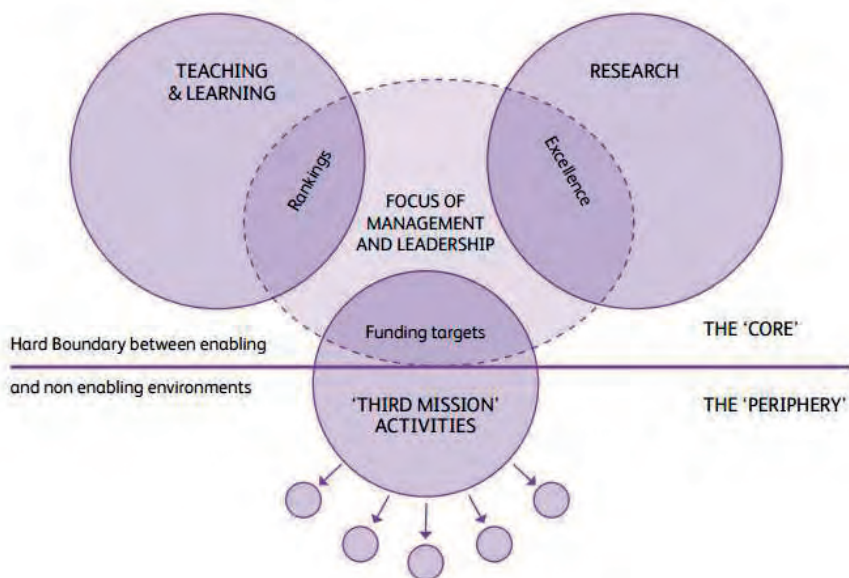 TEACHING
& LEARNING
RESEARCH
Rankings
Excellence
FOCUS OF
MANAGEMENT
AND LEADERSHIP
Funding targets
THE ‘CORE’
Hard Boundary between enabling
and non enabling environments
‘THIRD MISSION’
ACTIVITIES
THE ‘PERIPHERY’